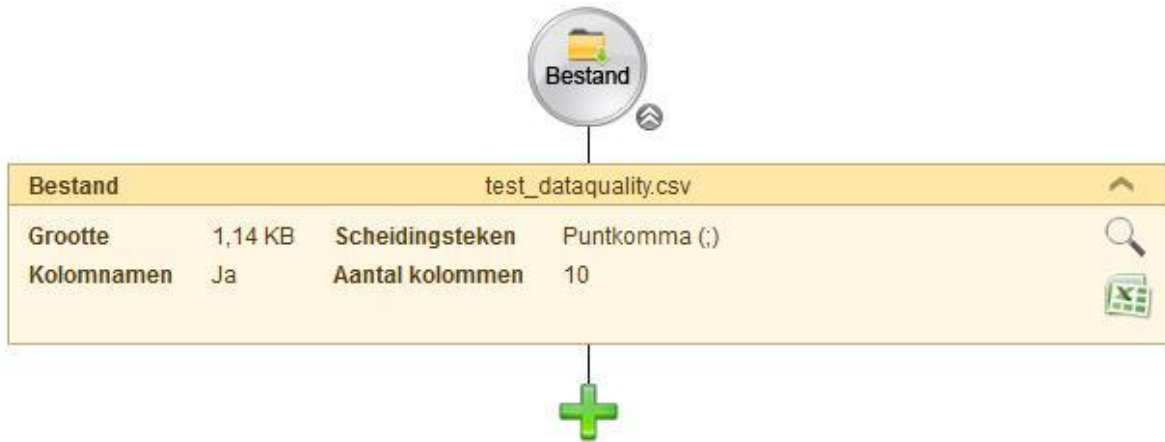 Bestand
Bestand test_dataquality.csv
Grootte 1,14 KB Scheidingsteken Puntkomma (;)
Kolomnamen Ja Aantal kolommen 10